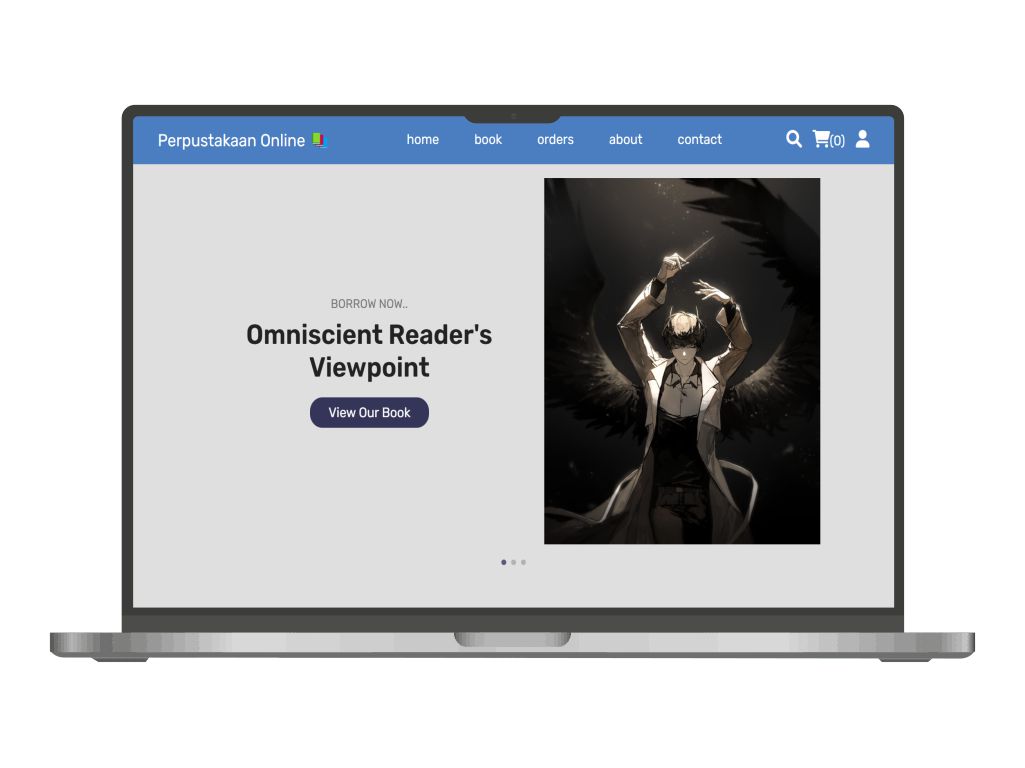 Perpustakaan Online
home
book
orders
about
contact
(0)
BORROW NOW..
Omniscient Reader's
Viewpoint
View Our Book